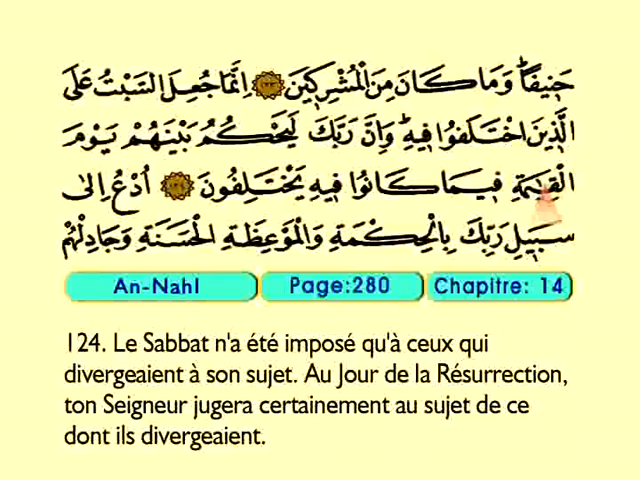 حَنِيفًا وَمَا كَانَ مِنَ الْمُشْرِكِينَ ١٢٣ إِنَّمَا جُعِلَ السَّبْتُ عَلَى
الَّذِينَ اخْتَلَفُوا فِيهِ وَإِنَّ رَبَّكَ لَيَحْكُمُ بَيْنَهُمْ يَوْمَ
الْقِيَمَةِ فِيمَا كَانُوا فِيهِ يَخْتَلِفُونَ ١٢٤ اُدْعُ اِلَى
سَبِيلِ رَبِّكَ بِالْحِكْمَةِ وَالْمَوْعِظَةِ الْحَسَنَةِ وَجَادِلْهُمْ
An-Nahl Page:280 Chapitre: 14
124. Le Sabbat n'a été imposé qu'à ceux qui
divergeaient à son sujet. Au Jour de la Résurrection,
ton Seigneur jugera certainement au sujet de ce
dont ils divergeaient.